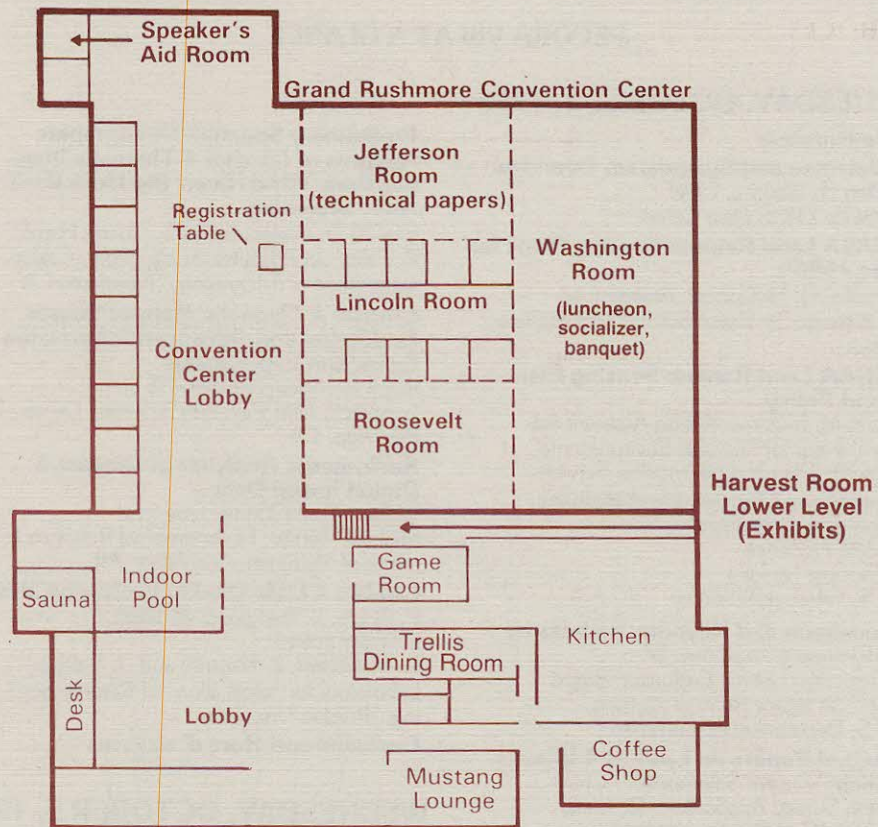 Speaker's
Aid Room
Grand Rushmore Convention Center
Jefferson
Room
(technical papers)
Registration
Table
Washington
Room
Lincoln Room
(luncheon,
socializer,
banquet)
Convention
Center
Lobby
Roosevelt
Room
Harvest Room
Lower Level
(Exhibits)
Game
Room
Indoor
Pool
Sauna
Kitchen
Trellis
Dining Room
Desk
Lobby
Coffee
Shop
Mustang
Lounge